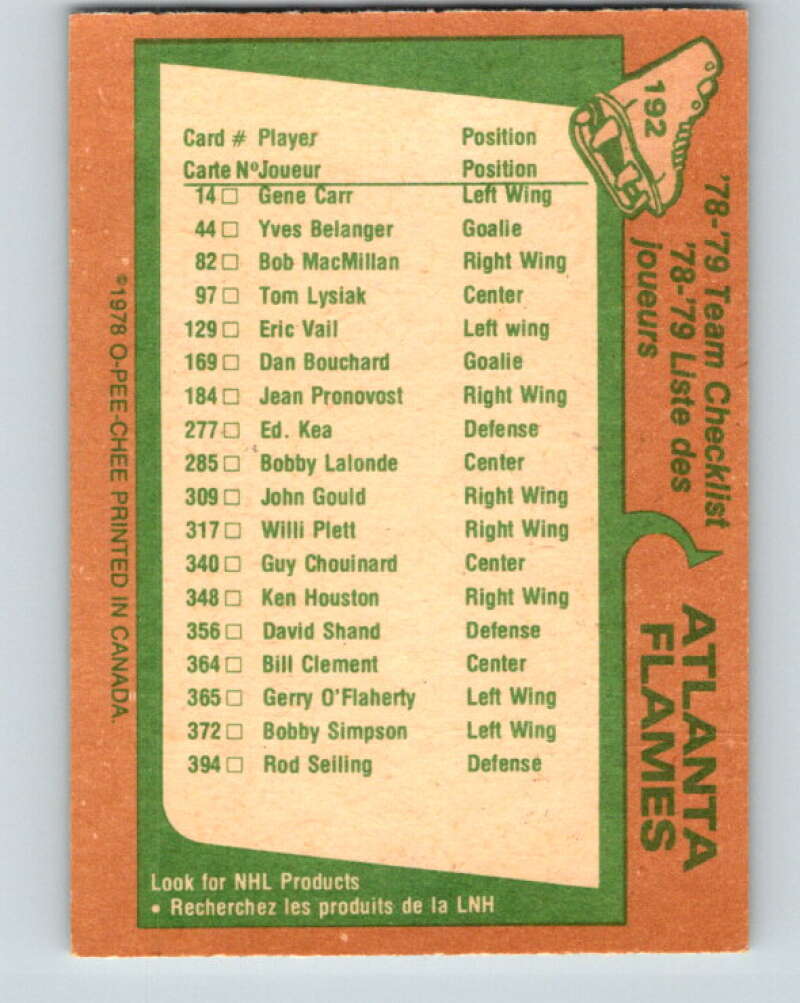 192
'78-'79 Team Checklist
'78-'79 Liste des
joueurs
ATLANTA
FLAMES
Card # Player Position
Carte Nº Joueur Position
14 □ Gene Carr Left Wing
44 □ Yves Belanger Goalie
82 □ Bob MacMillan Right Wing
97 □ Tom Lysiak Center
129 □ Eric Vail Left wing
169 □ Dan Bouchard Goalie
184 □ Jean Pronovost Right Wing
277 □ Ed. Kea Defense
285 □ Bobby Lalonde Center
309 □ John Gould Right Wing
317 □ Willi Plett Right Wing
340 □ Guy Chouinard Center
348 □ Ken Houston Right Wing
356 □ David Shand Defense
364 □ Bill Clement Center
365 □ Gerry O'Flaherty Left Wing
372 □ Bobby Simpson Left Wing
394 □ Rod Seiling Defense
Look for NHL Products
• Recherchez les produits de la LNH
©1978 O-PEE-CHEE PRINTED IN CANADA.